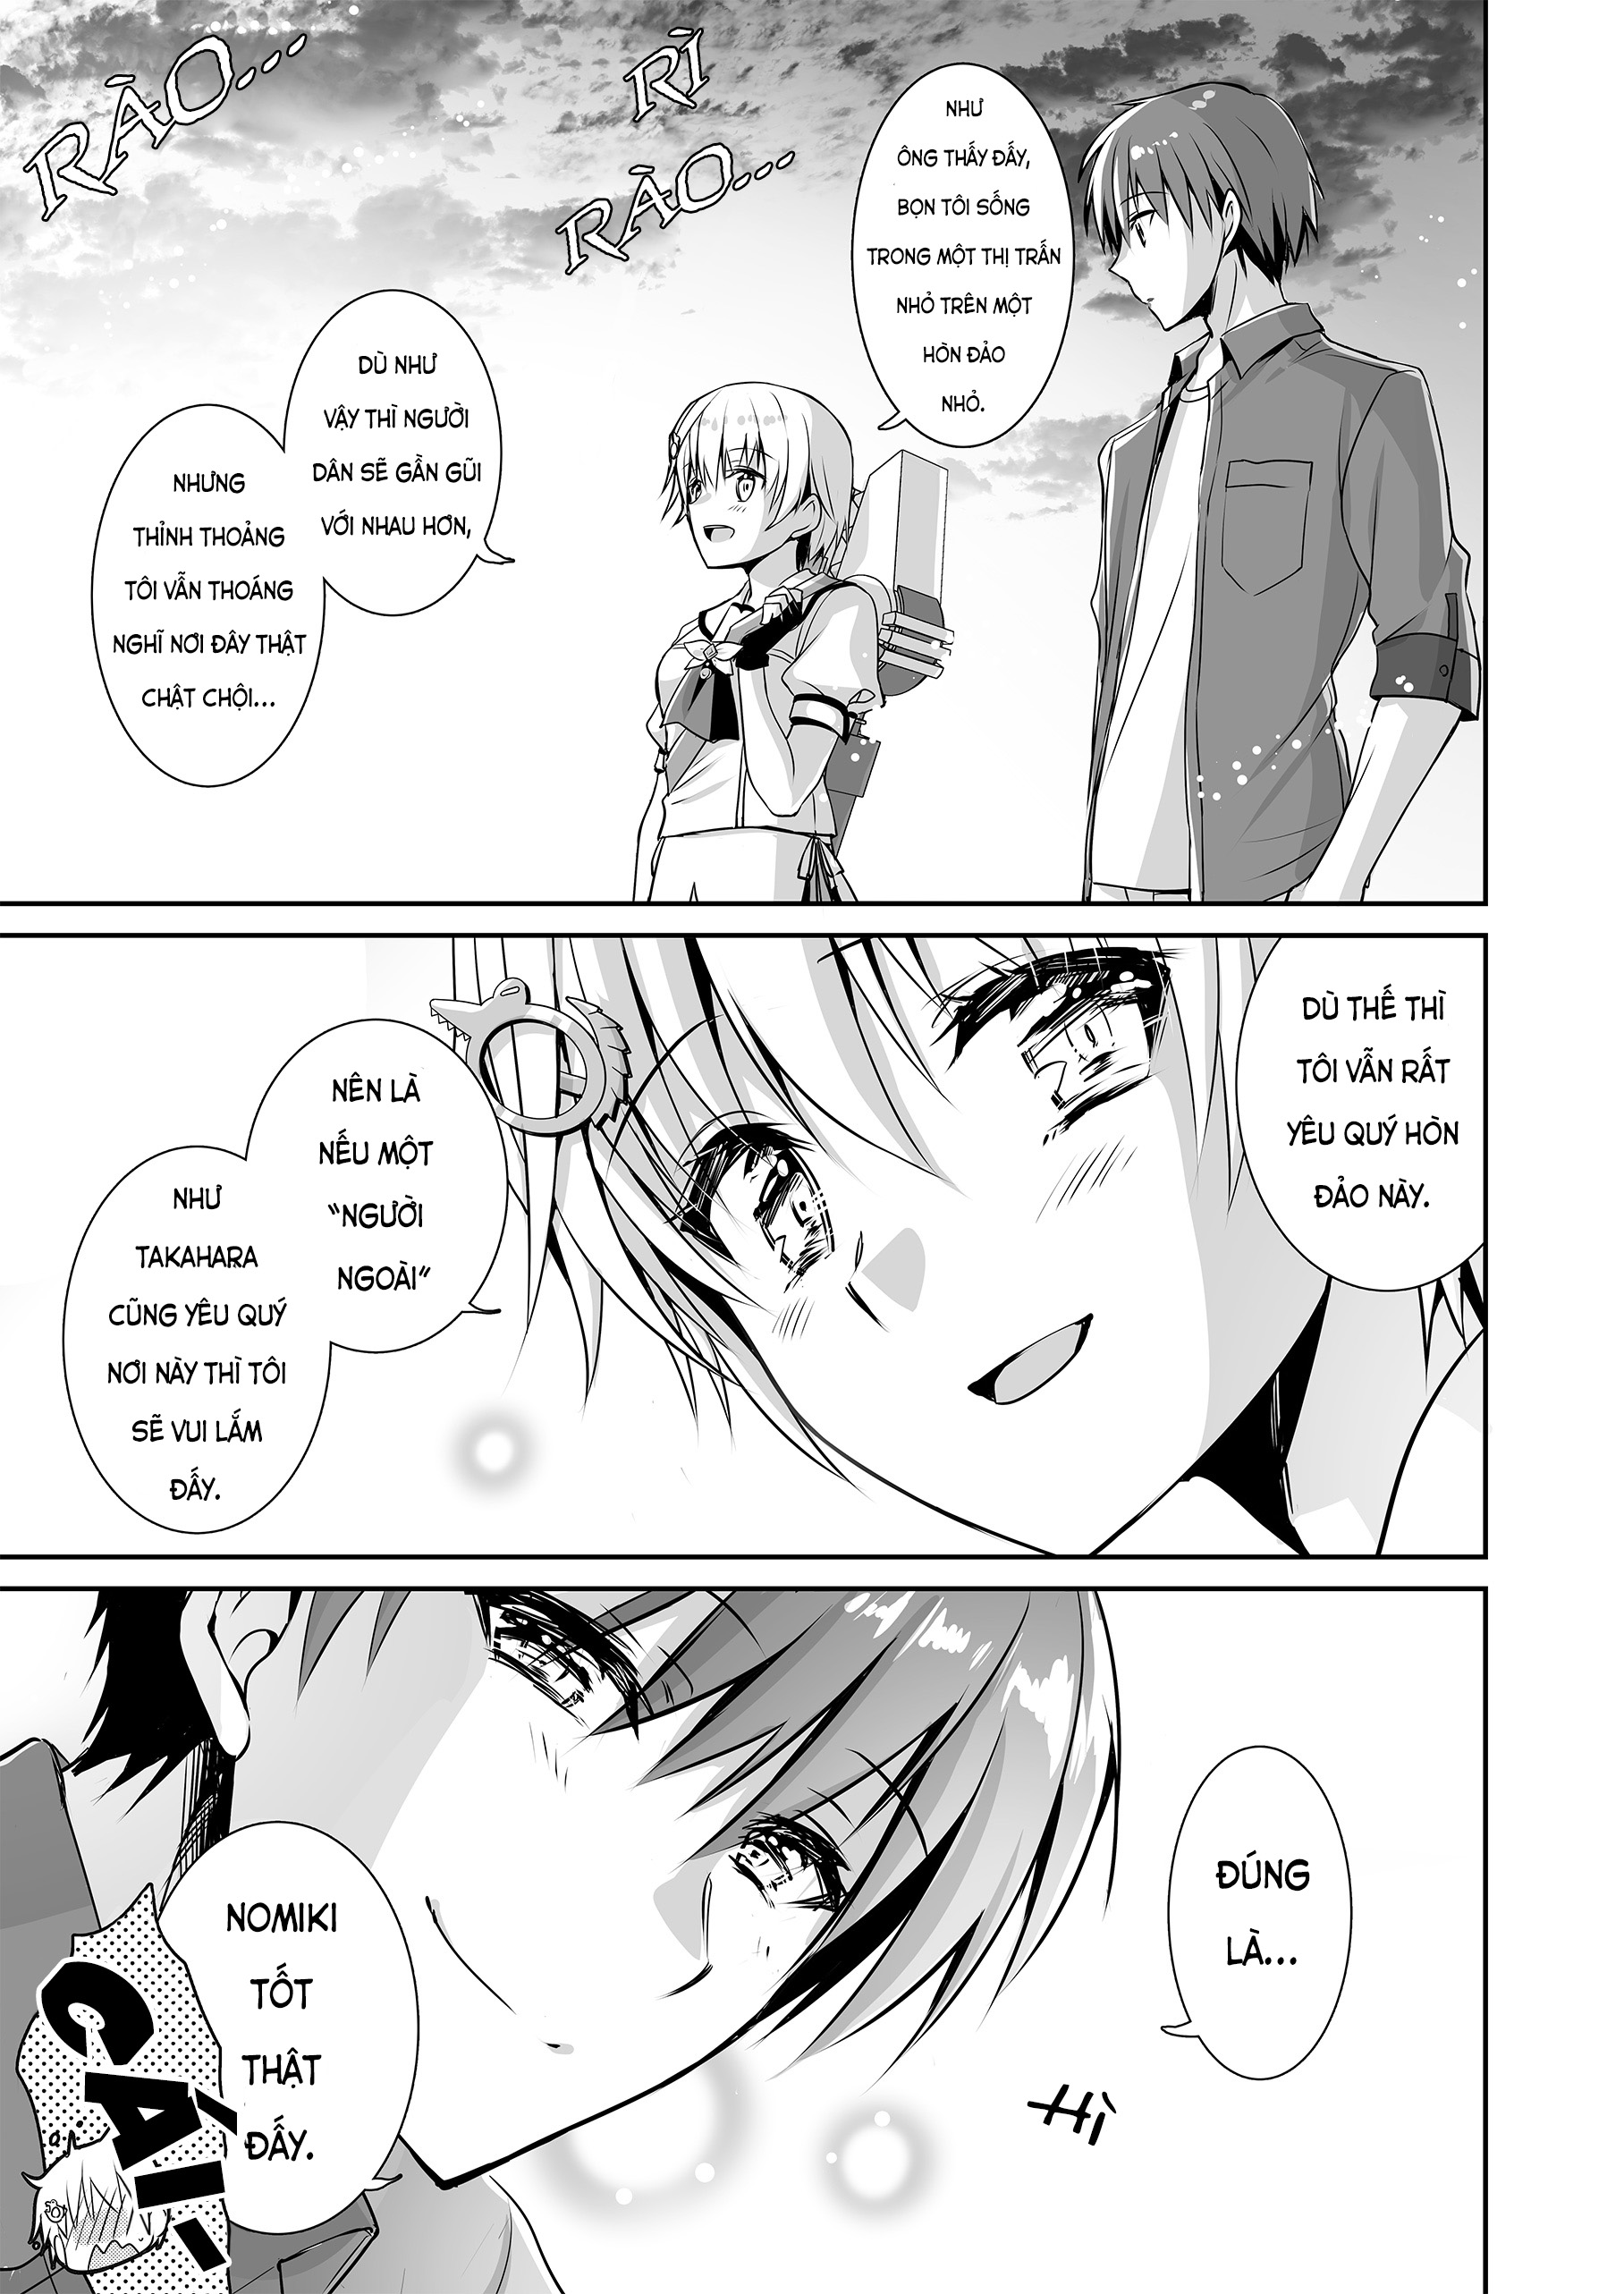 RÀO...
RÌ
RÀO...
NHƯ
ÔNG THẤY ĐẤY,
BỌN TÔI SỐNG
TRONG MỘT THỊ TRẤN
NHỎ TRÊN MỘT
HÒN ĐẢO
NHỎ.
DÙ NHƯ
VẬY THÌ NGƯỜI
DÂN SẼ GẦN GŨI
VỚI NHAU HƠN,
NHƯNG
THỈNH THOẢNG
TÔI VẪN THOÁNG
NGHĨ NƠI ĐÂY THẬT
CHẬT CHỘI...
DÙ THẾ THÌ
TÔI VẪN RẤT
YÊU QUÝ HÒN
ĐẢO NÀY.
NÊN LÀ
NẾU MỘT
"NGƯỜI
NGOÀI"
NHƯ
TAKAHARA
CŨNG YÊU QUÝ
NƠI NÀY THÌ TÔI
SẼ VUI LẮM
ĐẤY.
ĐÚNG
LÀ...
HÌ
NOMIKI
TỐT
THẬT
ĐẤY.
CÁI-